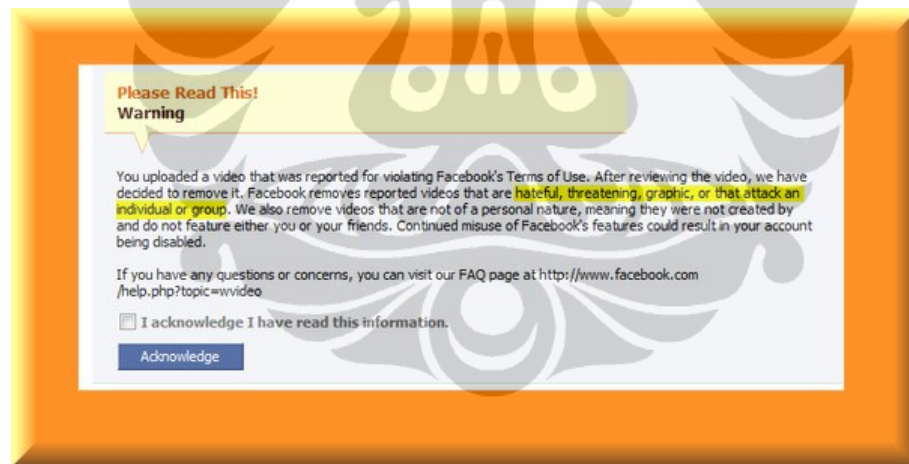 Please Read This!
Warning
You uploaded a video that was reported for violating Facebook's Terms of Use. After reviewing the video, we have
decided to remove it. Facebook removes reported videos that are hateful, threatening, graphic, or that attack an
individual or group. We also remove videos that are not of a personal nature, meaning they were not created by
and do not feature either you or your friends. Continued misuse of Facebook's features could result in your account
being disabled.
If you have any questions or concerns, you can visit our FAQ page at http://www.facebook.com
/help.php?topic=wvideo
I acknowledge I have read this information.
Acknowledge